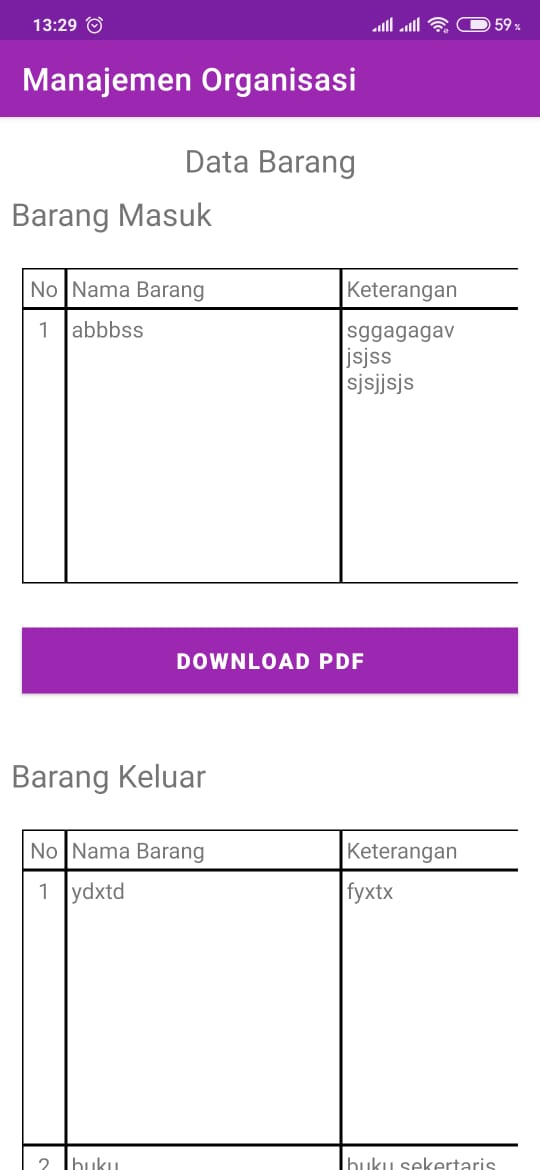 13:29 59%
Manajemen Organisasi
Data Barang
Barang Masuk
No Nama Barang Keterangan
1 abbbss sggagagav
jsjss
sjsjjsjs
DOWNLOAD PDF
Barang Keluar
No Nama Barang Keterangan
1 ydxtd fyxtx
2 buku buku sekertaris